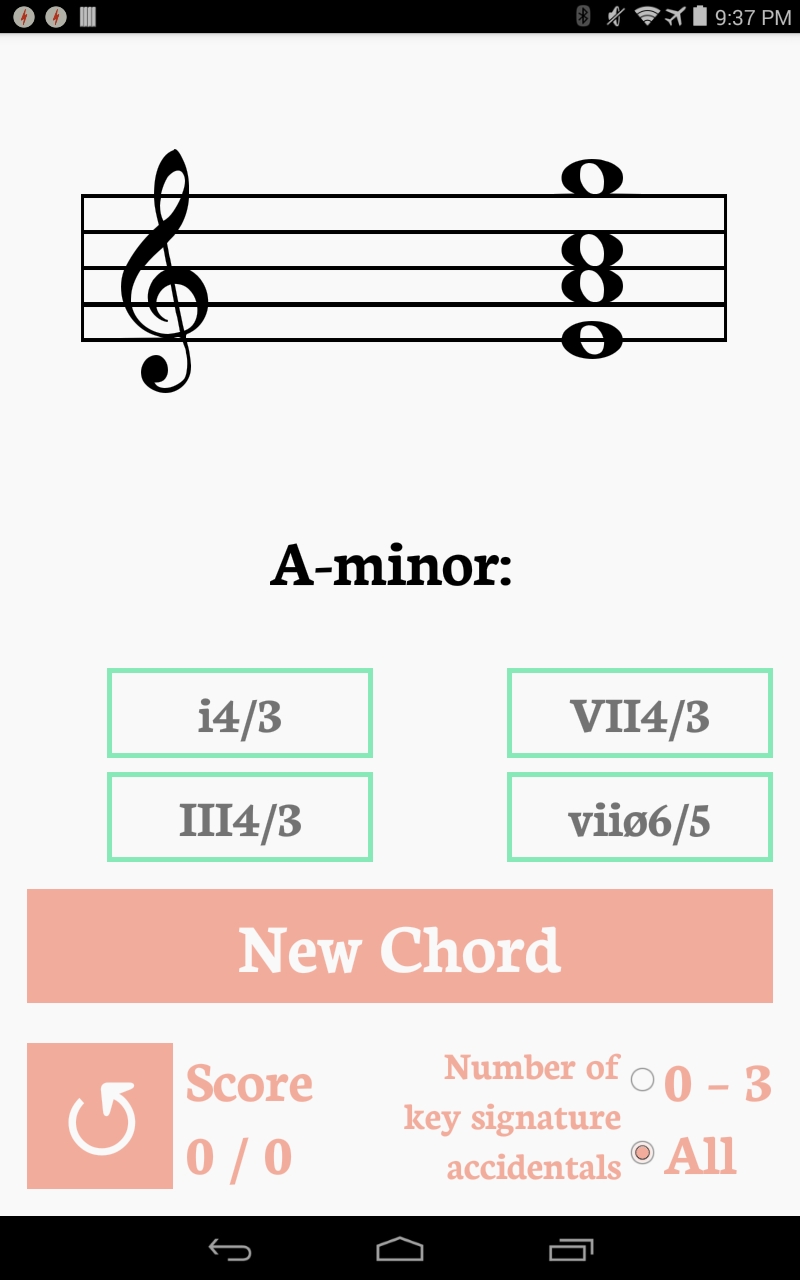 9:37 PM
A-minor:
i4/3
VII4/3
III4/3
viiø6/5
New Chord
Score
0 / 0
Number of
key signature
accidentals
0 – 3
All